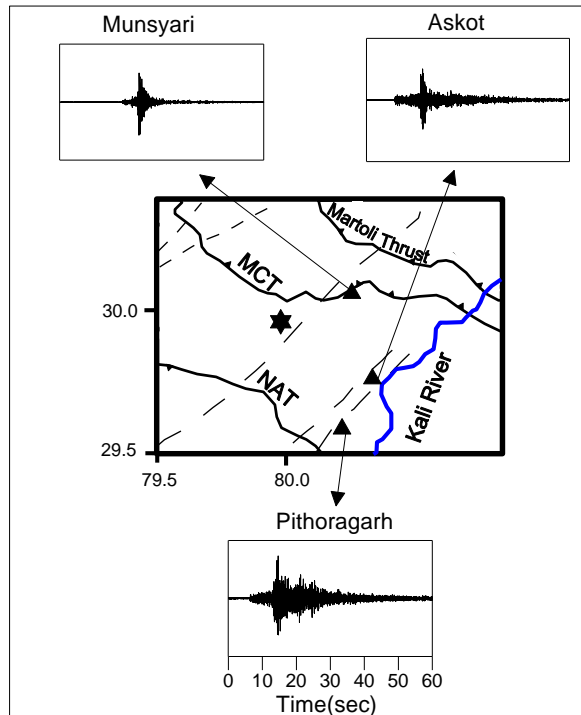 Munsyari
Askot
Martoli Thrust
MCT
30.0
NAT
Kali River
29.5
79.5 80.0
Pithoragarh
0 10 20 30 40 50 60
Time(sec)